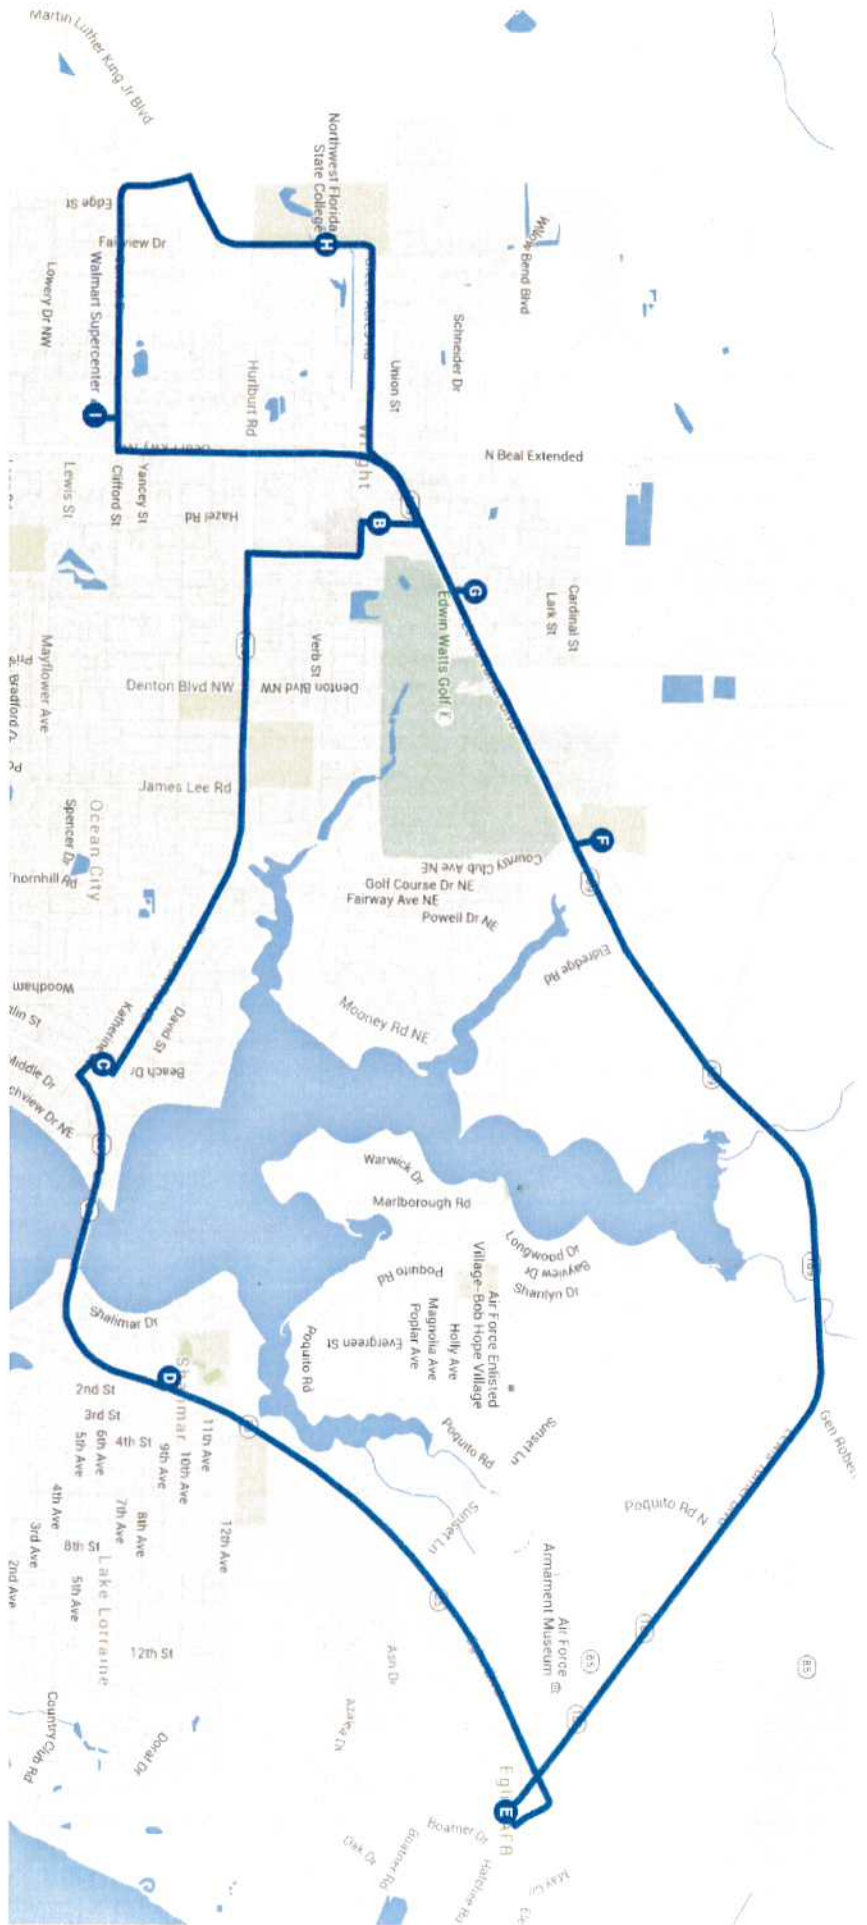 Martin Luther King Jr Blvd
Northwest Florida
State College
Edge St
H
Fairview Dr
Willow Bend Blvd
Lowery Dr NW
Walmart Supercenter
Hurlburt Rd
Schneider Dr
Union St
I
Wright
N Beal Extended
Lewis St
Clifford St
Yancey St
Hazel Rd
B
G
Edwin Watts Golf
Cardinal St
Lark St
Mayflower Ave
Verb St
Denton Blvd NW
Denton Blvd NW
James Lee Rd
Ocean City
Spencer Dr
F
County Club Ave NE
Golf Course Dr NE
Fairway Ave NE
Powell Dr NE
Eldredge Rd
Woodham
Mooney Rd NE
David St
Katherine
C
Beach Dr
Middle Dr
Warwick Dr
Marlborough Rd
Longwood Dr
Bayview Dr
Sharilyn Dr
189
Poquito Rd
Air Force Enlisted
Village-Bob Hope Village
Holly Ave
Magnolia Ave
Poplar Ave
Evergreen St
Poquito Rd
Shalimar Dr
D
2nd St
3rd St
4th St
5th Ave
6th Ave
9th Ave
10th Ave
11th Ave
Poquito Rd
Sunset Ln
Poquito Rd N
4th Ave
3rd Ave
2nd Ave
7th Ave
8th Ave
8th St
5th Ave
12th Ave
Sunset Ln
Lake Lorraine
12th St
Air Force
Armament Museum
85
85
Ash Dr
Azalea Dr
Country Club Rd
Doral Dr
E
Boatner Dr
Boatner Rd
Oak Dr
Hatchee Rd